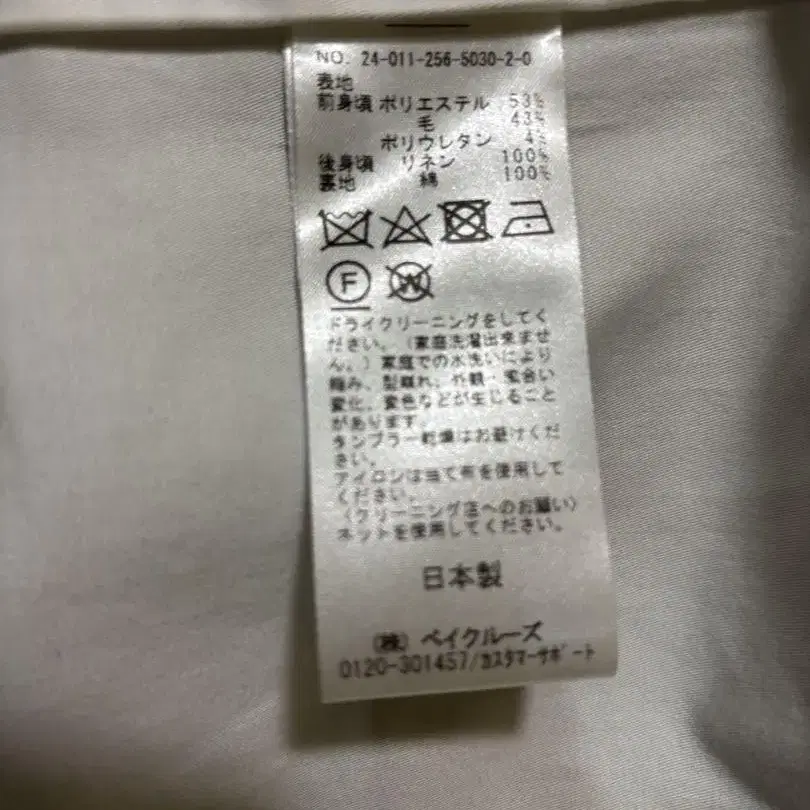 NO. 24-011-256-5030-2-0
表地
前身頃 ポリエステル 53%
毛 43%
ポリウレタン 4%
後身頃 リネン 100%
裏地 綿 100%
F
W
ドライクリーニングをしてく
ださい。(家庭洗濯出来ませ
ん。)家庭での水洗いにより
縮み、型崩れ、外観・風合い
変化、変色などが生じること
があります。
タンブラー乾燥はお避けくだ
さい。
アイロンは当て布を使用して
ください。
〈クリーニング店へのお願い〉
ネットを使用してください。
日本製
(株) ベイクルーズ
0120-301457/カスタマーサポート